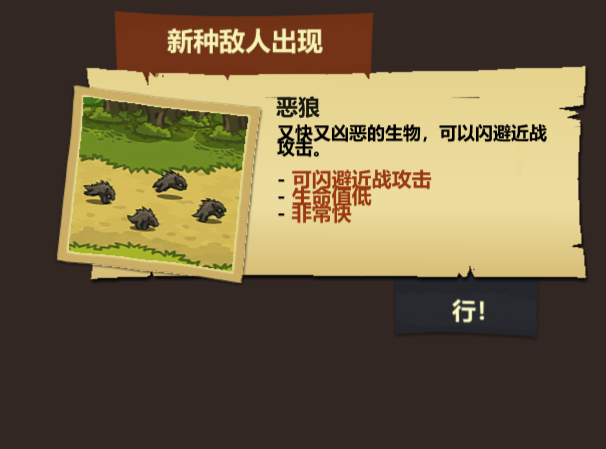 新种敌人出现
恶狼
又快又凶恶的生物，可以闪避近战
攻击。
- 可闪避近战攻击
- 生命值低
- 非常快
行!